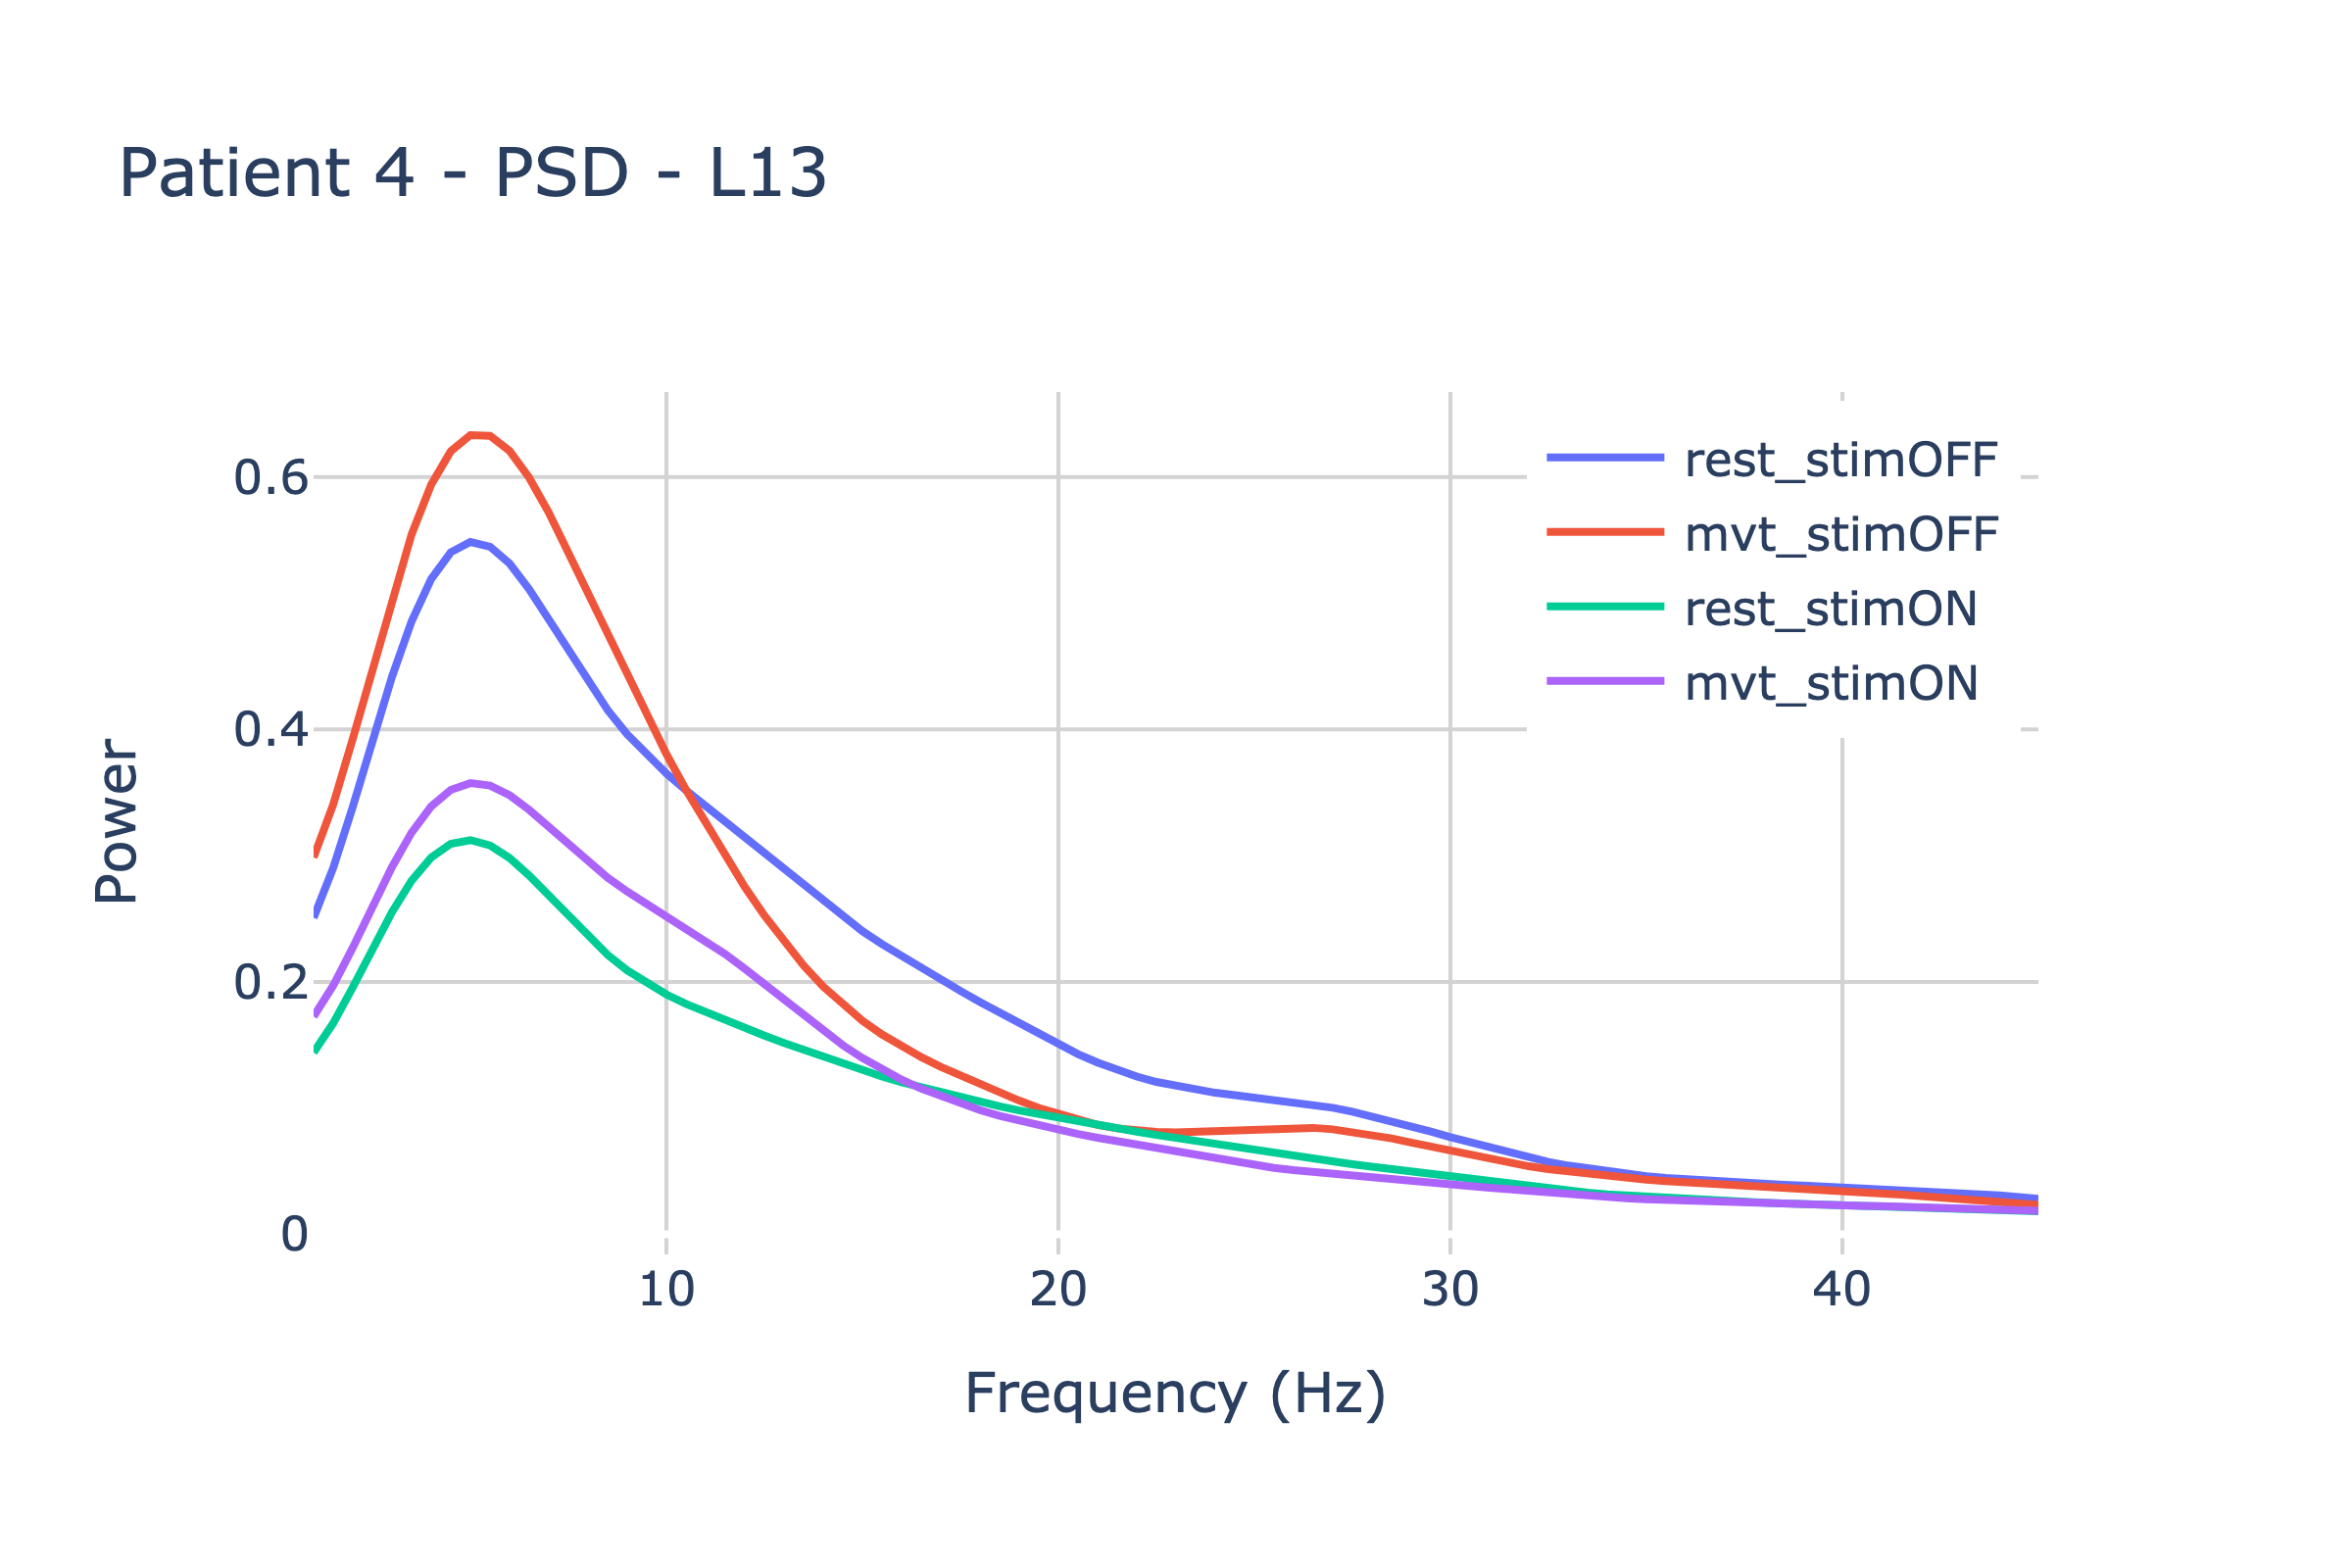 Patient 4 - PSD - L13
rest_stimOFF
mvt_stimOFF
rest_stimON
mvt_stimON
0.6
0.4
0.2
0
Power
10 20 30 40
Frequency (Hz)